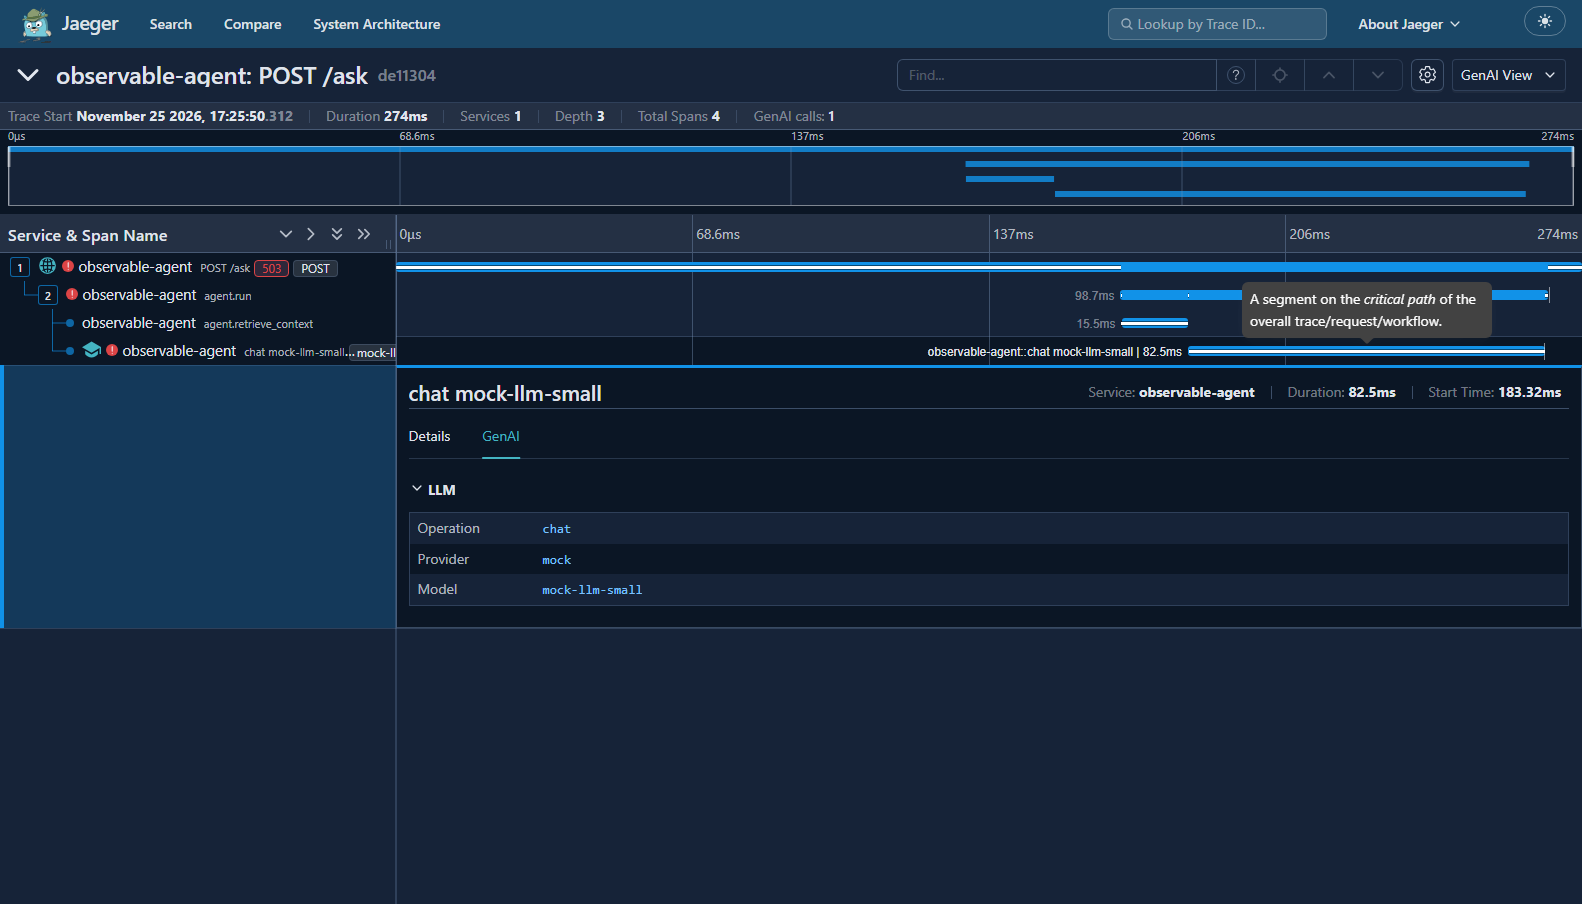 Jaeger
Search
Compare
System Architecture
Lookup by Trace ID...
About Jaeger
observable-agent: POST /ask de11304
Find...
?
GenAI View
Trace Start November 25 2026, 17:25:50.312
Duration 274ms
Services 1
Depth 3
Total Spans 4
GenAI calls: 1
0μs
68.6ms
137ms
206ms
274ms
Service & Span Name
0μs
68.6ms
137ms
206ms
274ms
1 observable-agent POST /ask 503 POST
2 observable-agent agent.run
98.7ms
A segment on the critical path of the
overall trace/request/workflow.
observable-agent agent.retrieve_context
15.5ms
observable-agent chat mock-llm-small... mock-ll
observable-agent::chat mock-llm-small | 82.5ms
chat mock-llm-small
Service: observable-agent
Duration: 82.5ms
Start Time: 183.32ms
Details
GenAI
LLM
Operation chat
Provider mock
Model mock-llm-small